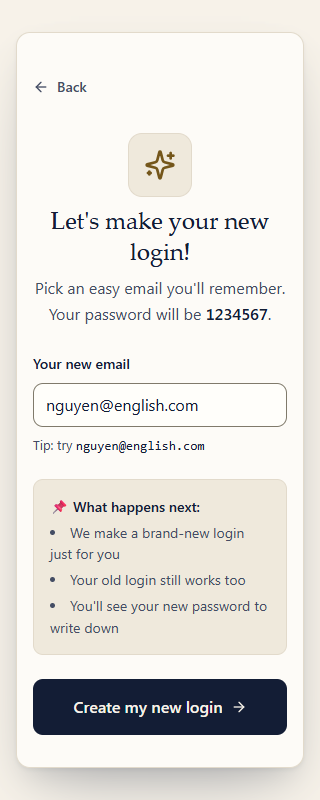 ← Back
Let's make your new
login!
Pick an easy email you'll remember.
Your password will be 1234567.
Your new email
nguyen@english.com
Tip: try nguyen@english.com
📌 What happens next:
• We make a brand-new login
just for you
• Your old login still works too
• You'll see your new password to
write down
Create my new login →